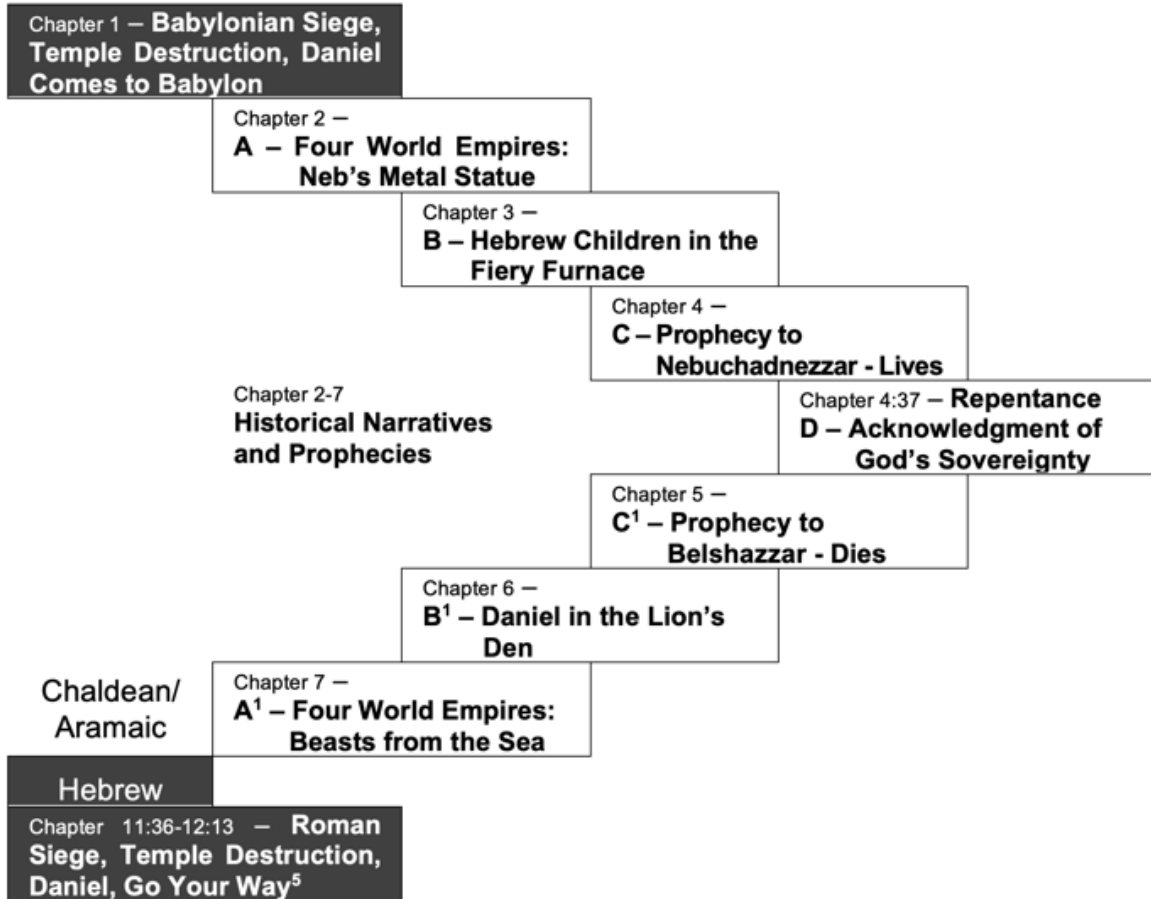 Chapter 1 – Babylonian Siege,
Temple Destruction, Daniel
Comes to Babylon
Chapter 2 –
A – Four World Empires:
Neb's Metal Statue
Chapter 3 –
B – Hebrew Children in the
Fiery Furnace
Chapter 4 –
C – Prophecy to
Nebuchadnezzar - Lives
Chapter 2-7
Historical Narratives
and Prophecies
Chapter 4:37 – Repentance
D – Acknowledgment of
God's Sovereignty
Chapter 5 –
C¹ – Prophecy to
Belshazzar - Dies
Chapter 6 –
B¹ – Daniel in the Lion's
Den
Chaldean/
Aramaic
Chapter 7 –
A¹ – Four World Empires:
Beasts from the Sea
Hebrew
Chapter 11:36-12:13 – Roman
Siege, Temple Destruction,
Daniel, Go Your Way⁵